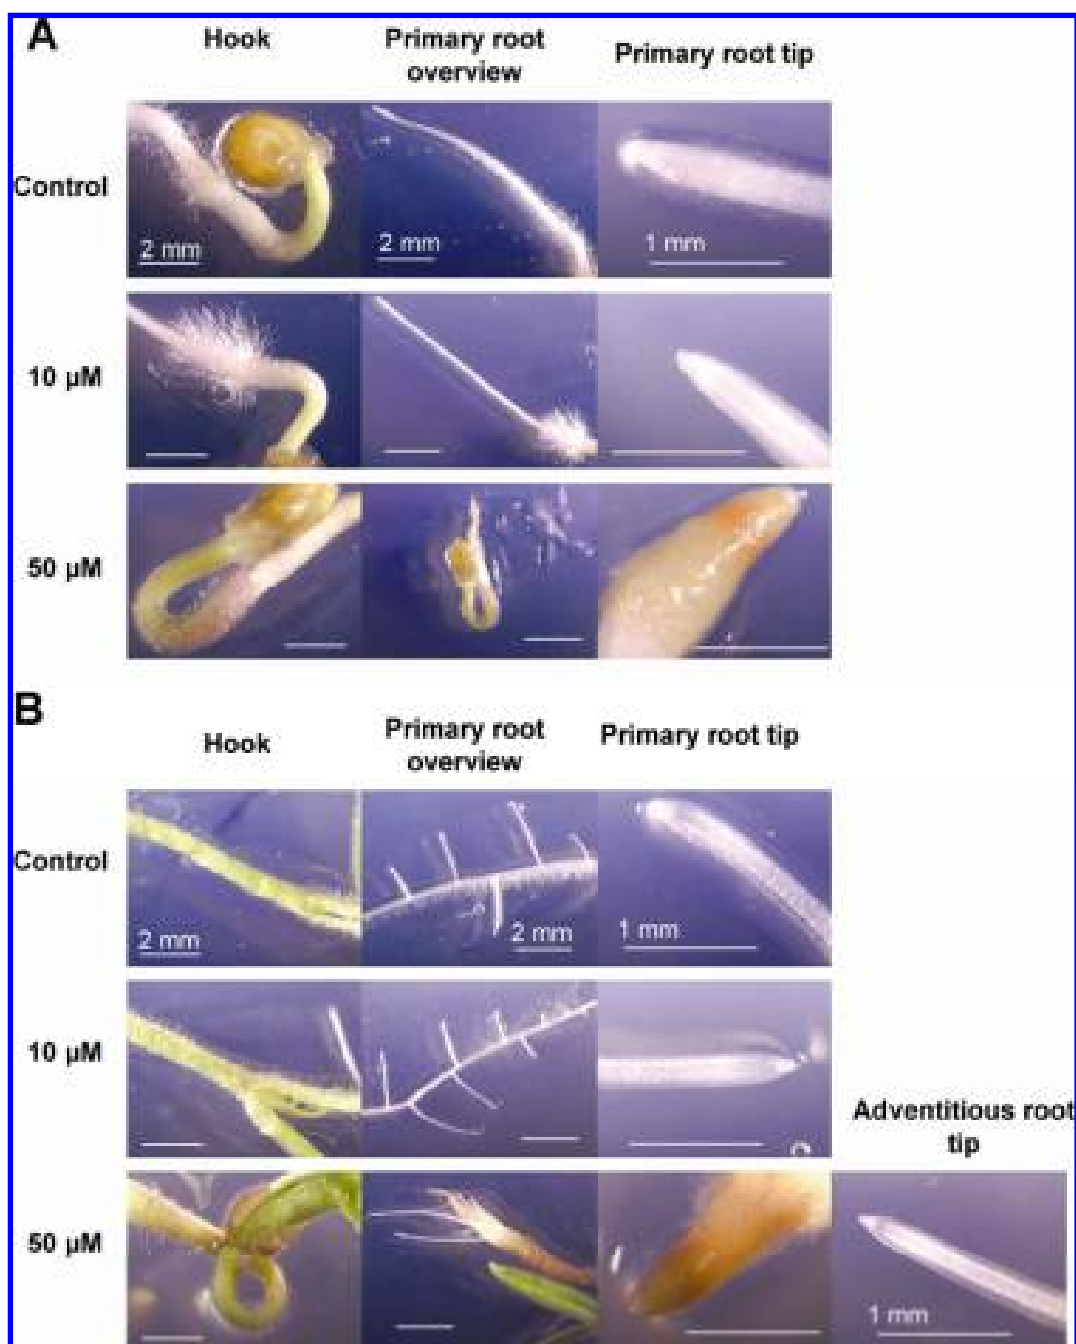 A
Hook
Primary root
overview
Primary root tip
Control
2 mm
2 mm
1 mm
10 µM
50 µM
B
Hook
Primary root
overview
Primary root tip
Control
2 mm
2 mm
1 mm
10 µM
Adventitious root
tip
50 µM
1 mm